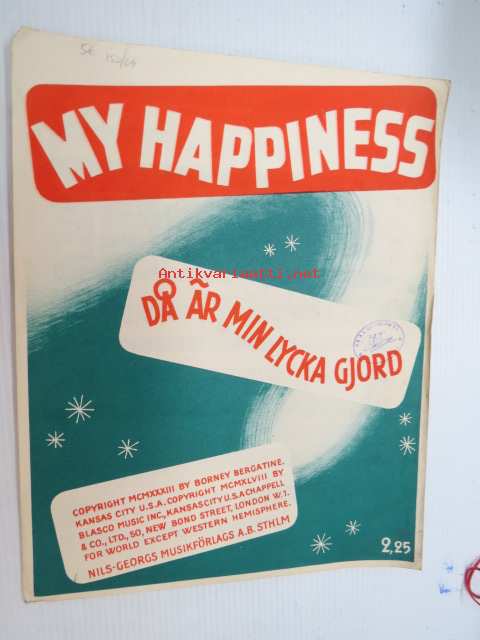 MY HAPPINESS
Antikvariaatti.net
DÅ ÄR MIN LYCKA GJORD
COPYRIGHT MCMXXXIII BY BORNEY BERGATINE.
KANSAS CITY U.S.A. COPYRIGHT MCMXLVIII BY
BLASCO MUSIC INC., KANSAS CITY U.S.A CHAPPELL
& CO., LTD., 50, NEW BOND STREET, LONDON W.1.
FOR WORLD EXCEPT WESTERN HEMISPHERE.
NILS-GEORGS MUSIKFÖRLAGS A.B. STHLM
2,25